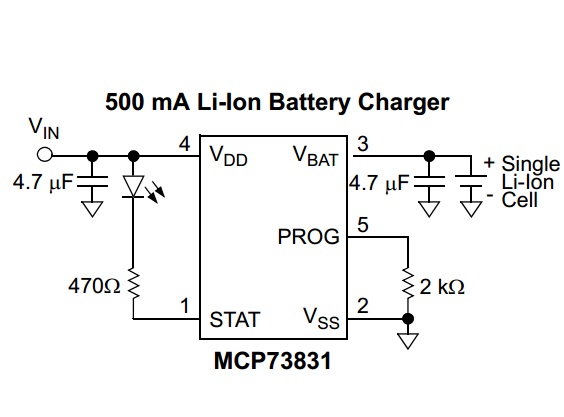 500 mA Li-Ion Battery Charger
VIN
4
VDD
VBAT
3
4.7 μF
4.7 μF
+ Single
Li-Ion
- Cell
PROG
5
470Ω
2 kΩ
1
STAT
VSS
2
MCP73831